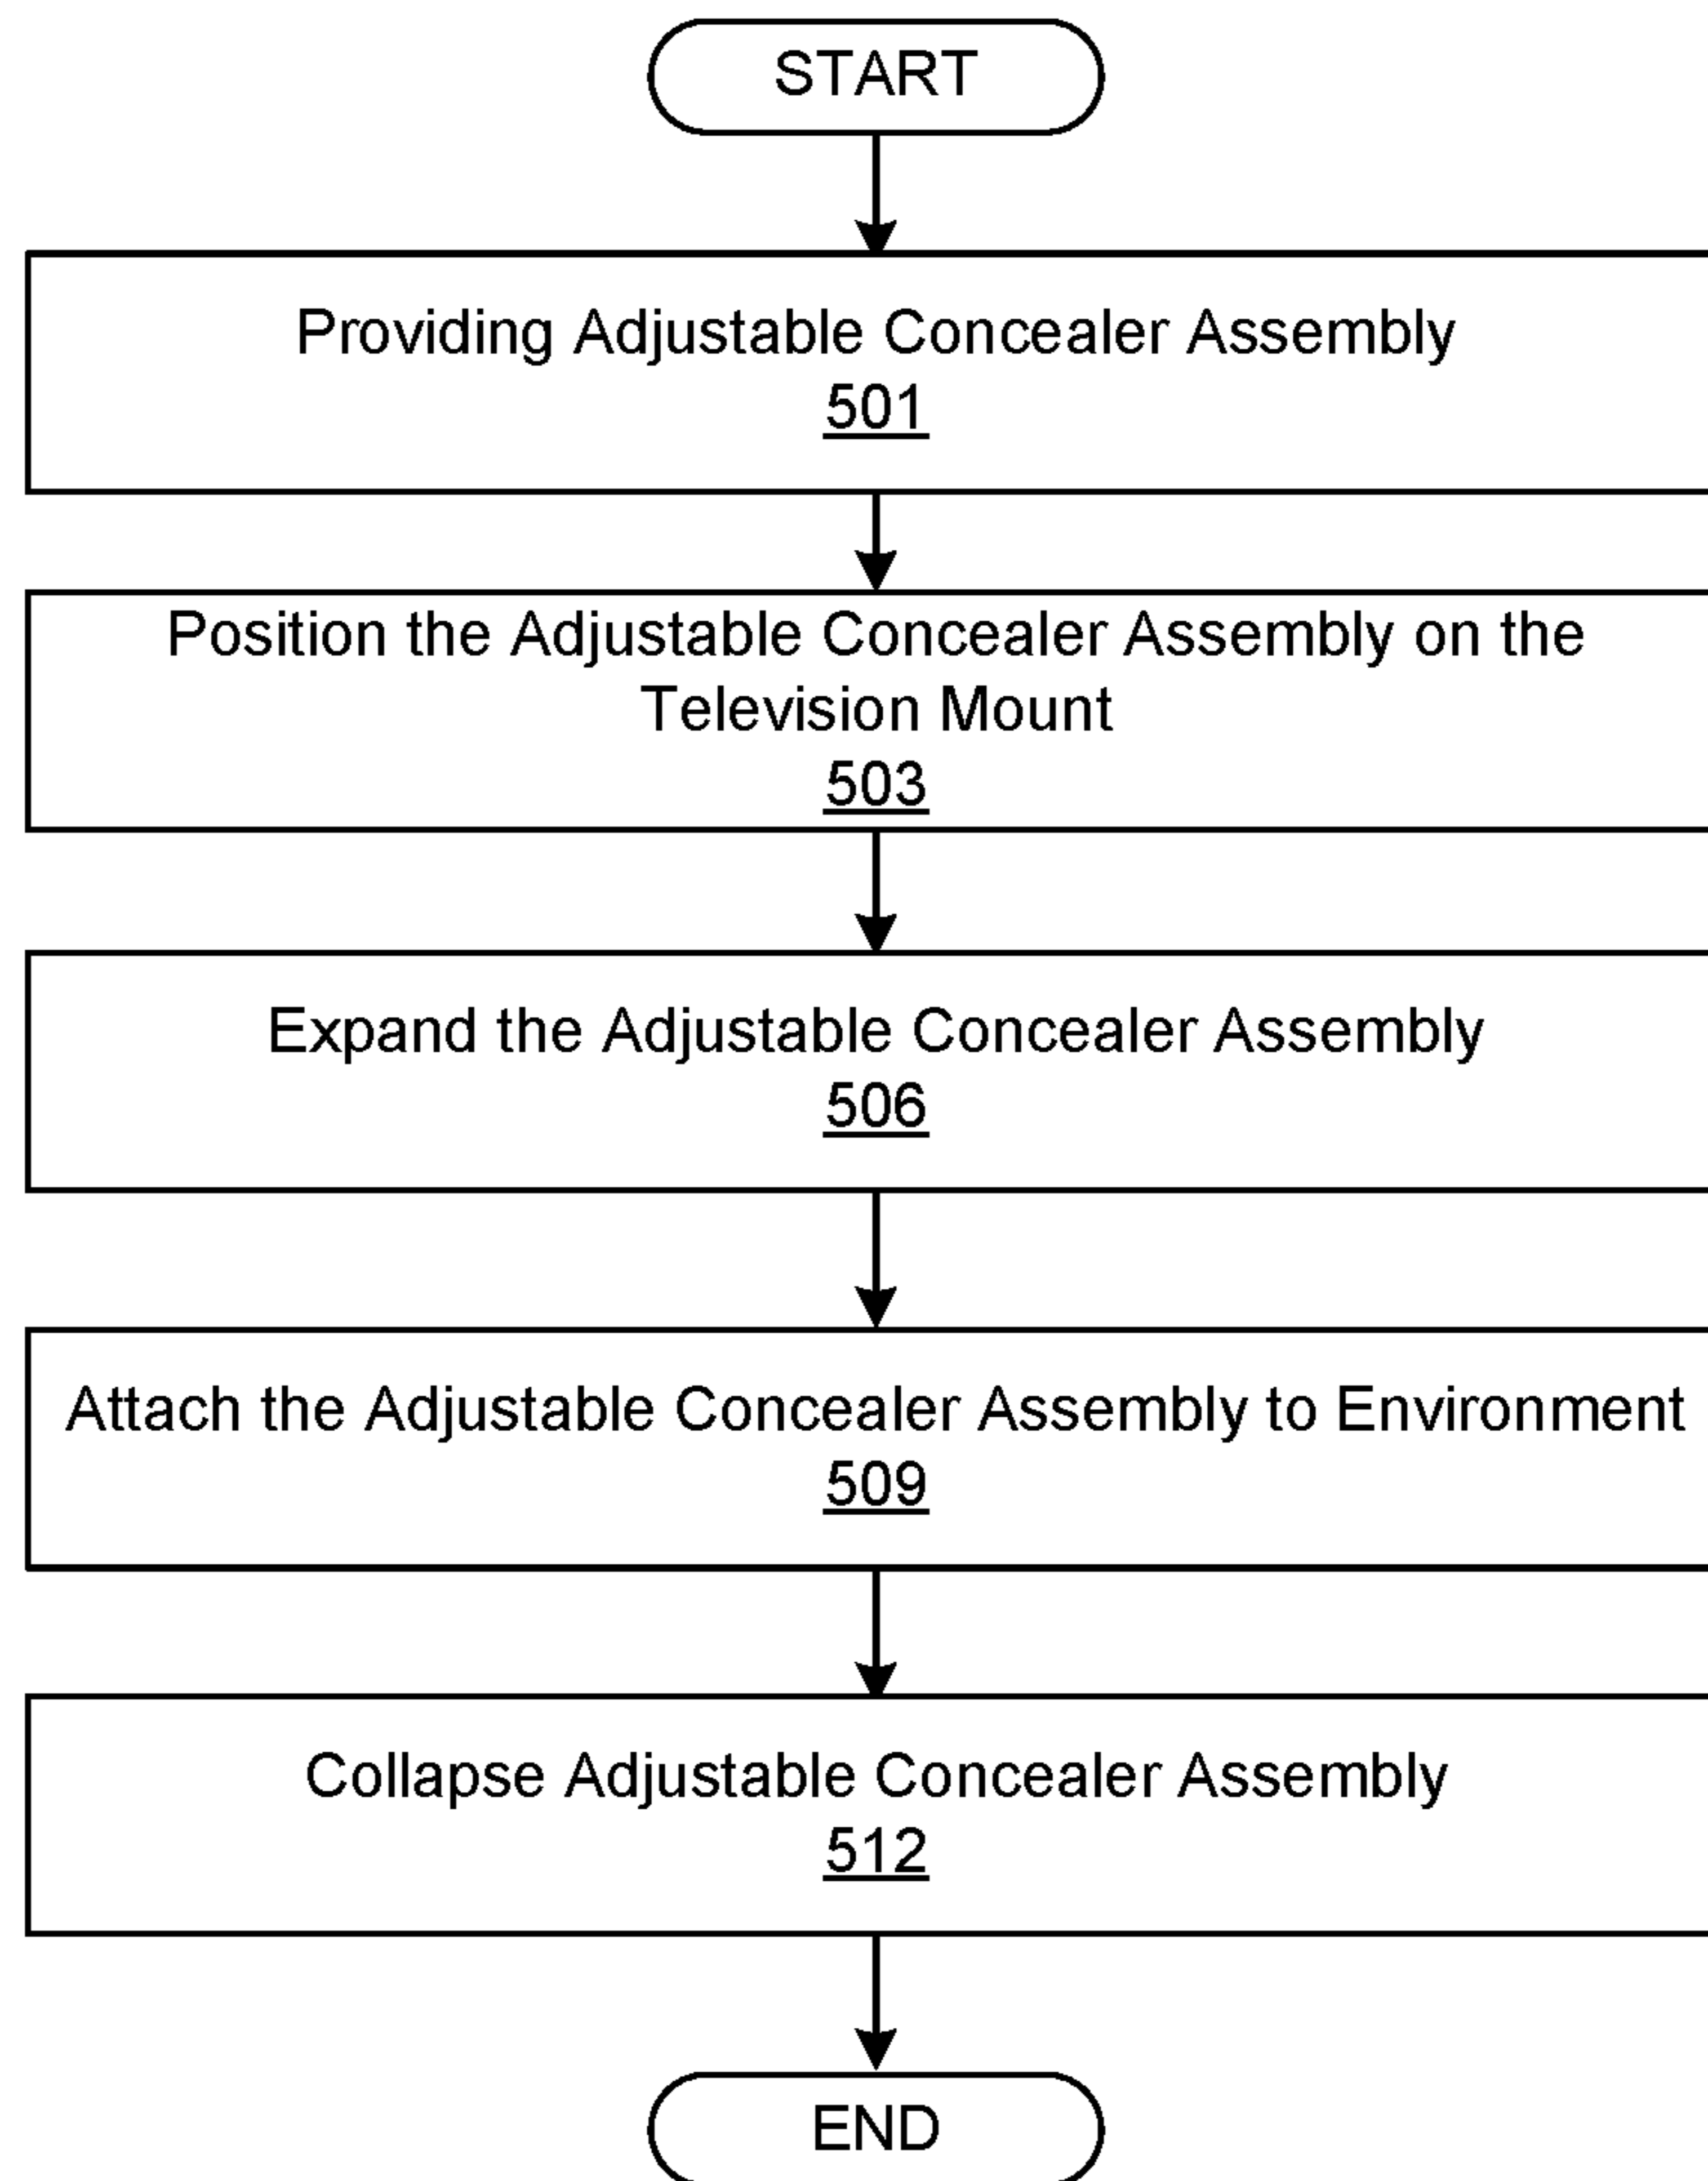 START
Providing Adjustable Concealer Assembly
501
Position the Adjustable Concealer Assembly on the
Television Mount
503
Expand the Adjustable Concealer Assembly
506
Attach the Adjustable Concealer Assembly to Environment
509
Collapse Adjustable Concealer Assembly
512
END